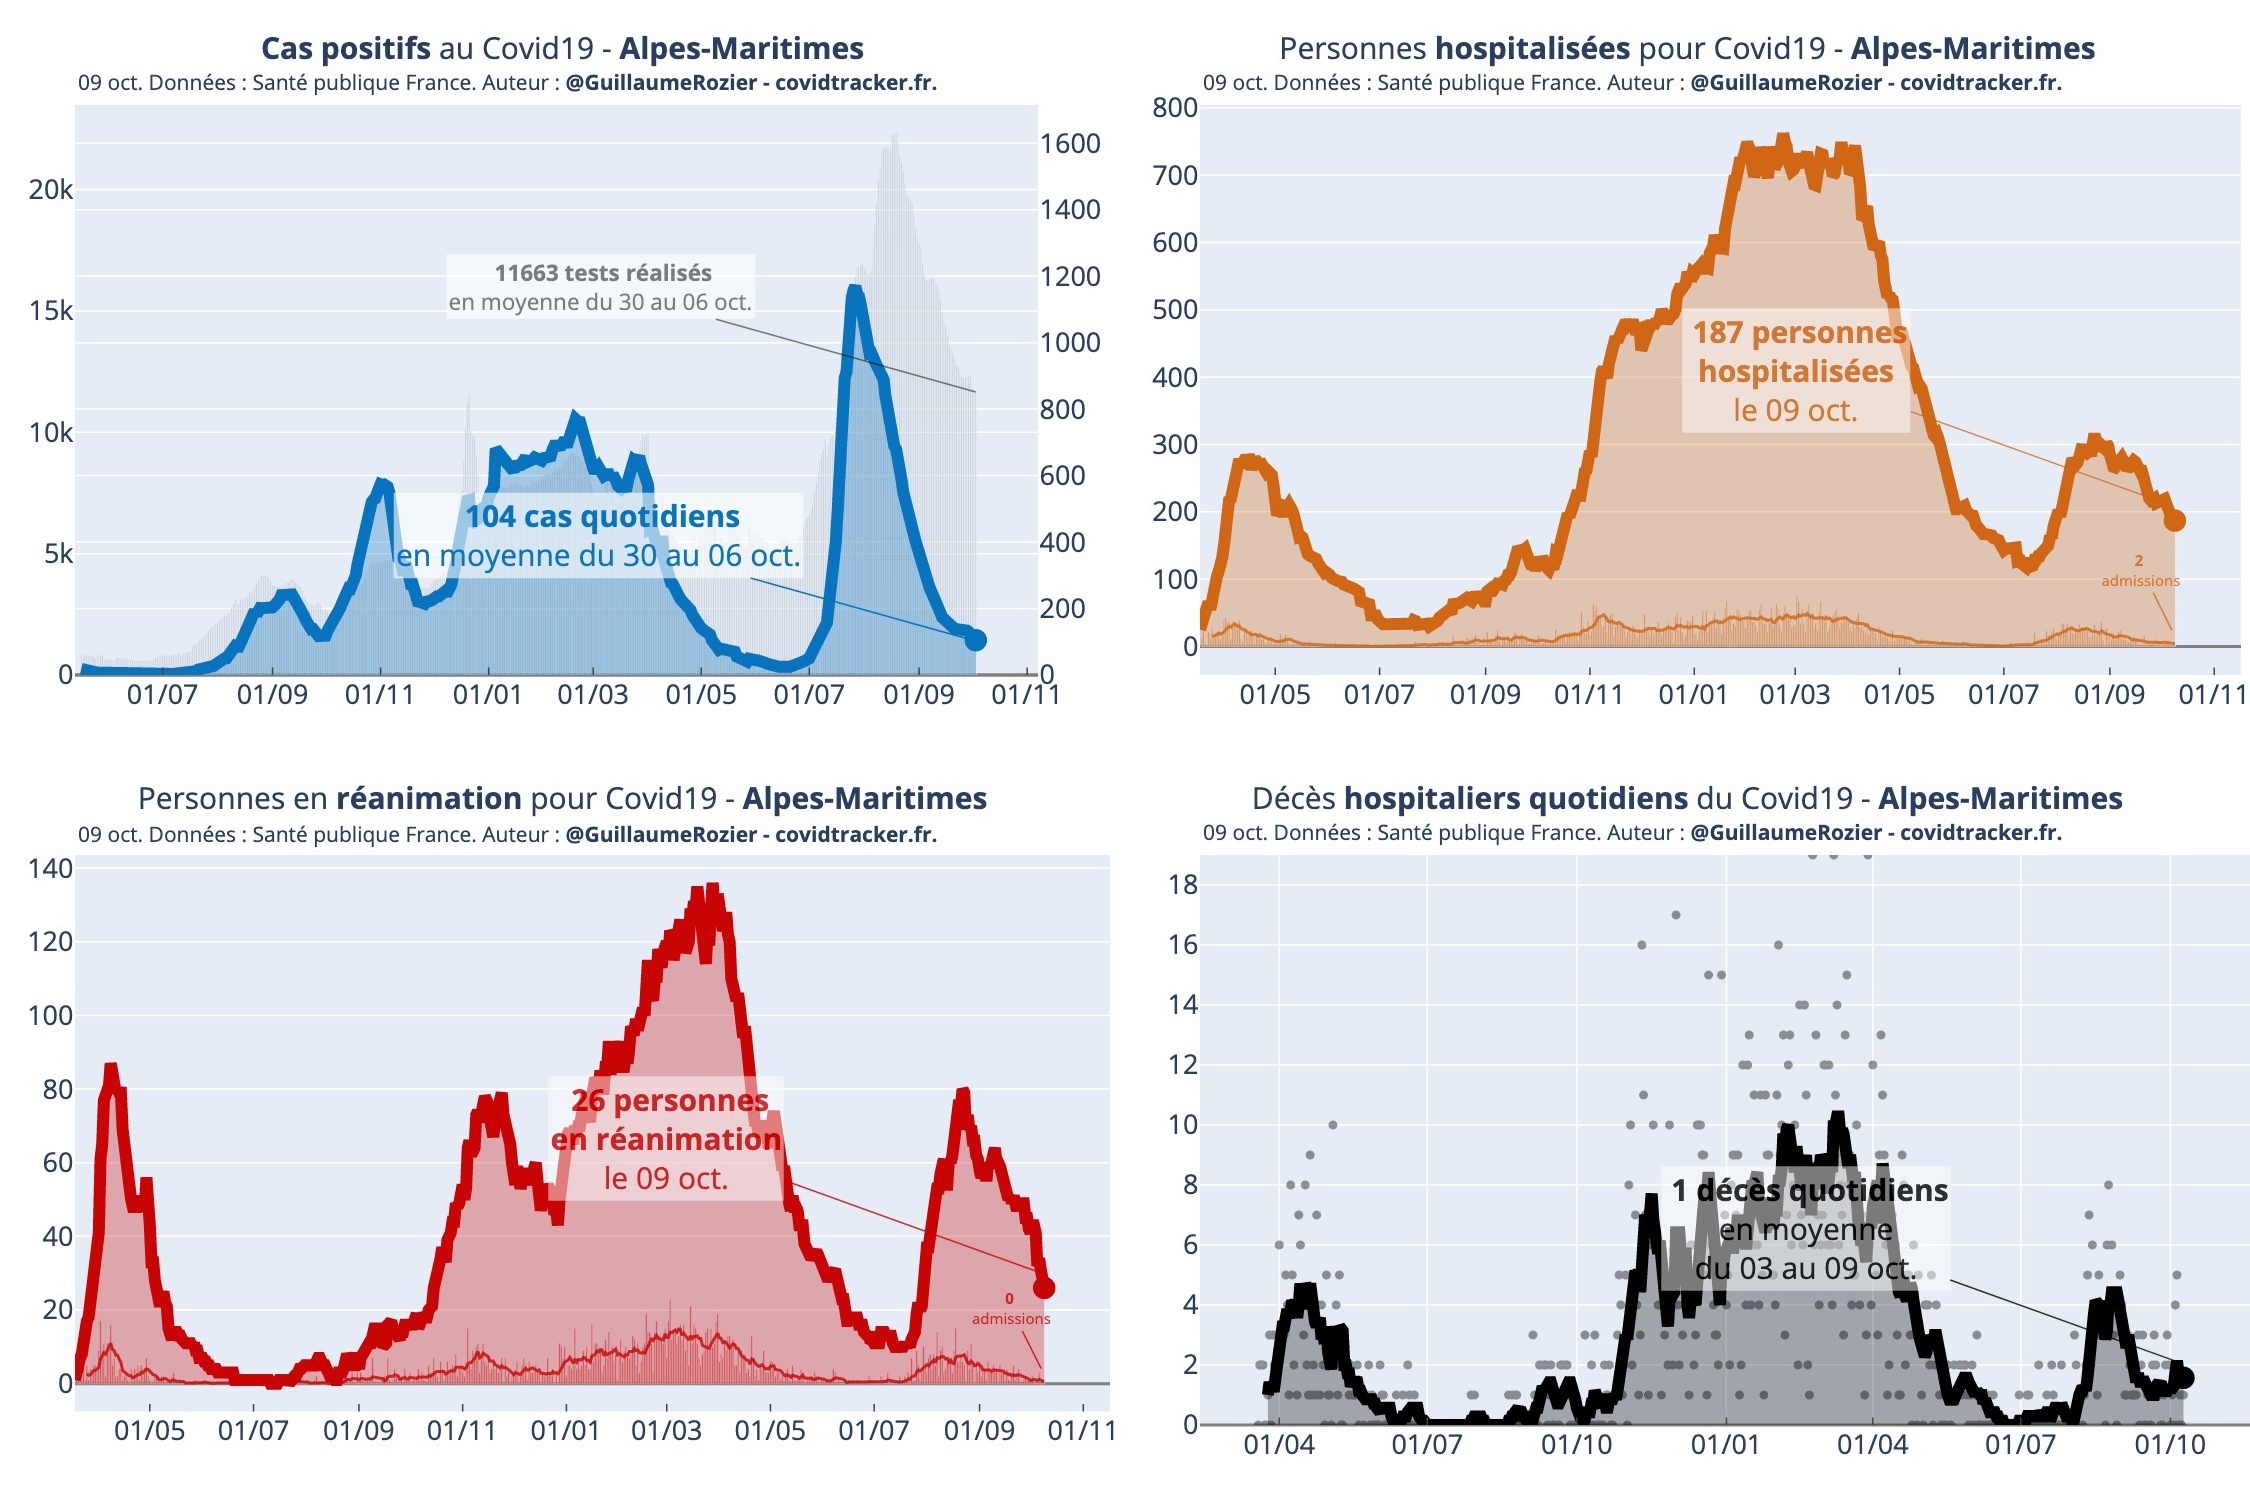 Cas positifs au Covid19 - Alpes-Maritimes
09 oct. Données : Santé publique France. Auteur : @GuillaumeRozier - covidtracker.fr.
20k
15k
10k
5k
0
1600
1400
1200
1000
800
600
400
200
0
11663 tests réalisés
en moyenne du 30 au 06 oct.
104 cas quotidiens
en moyenne du 30 au 06 oct.
01/07 01/09 01/11 01/01 01/03 01/05 01/07 01/09 01/11
Personnes hospitalisées pour Covid19 - Alpes-Maritimes
09 oct. Données : Santé publique France. Auteur : @GuillaumeRozier - covidtracker.fr.
800
700
600
500
400
300
200
100
0
187 personnes
hospitalisées
le 09 oct.
2
admissions
01/05 01/07 01/09 01/11 01/01 01/03 01/05 01/07 01/09 01/11
Personnes en réanimation pour Covid19 - Alpes-Maritimes
09 oct. Données : Santé publique France. Auteur : @GuillaumeRozier - covidtracker.fr.
140
120
100
80
60
40
20
0
26 personnes
en réanimation
le 09 oct.
0
admissions
01/05 01/07 01/09 01/11 01/01 01/03 01/05 01/07 01/09 01/11
Décès hospitaliers quotidiens du Covid19 - Alpes-Maritimes
09 oct. Données : Santé publique France. Auteur : @GuillaumeRozier - covidtracker.fr.
18
16
14
12
10
8
6
4
2
0
1 décès quotidiens
en moyenne
du 03 au 09 oct.
01/04 01/07 01/10 01/01 01/04 01/07 01/10